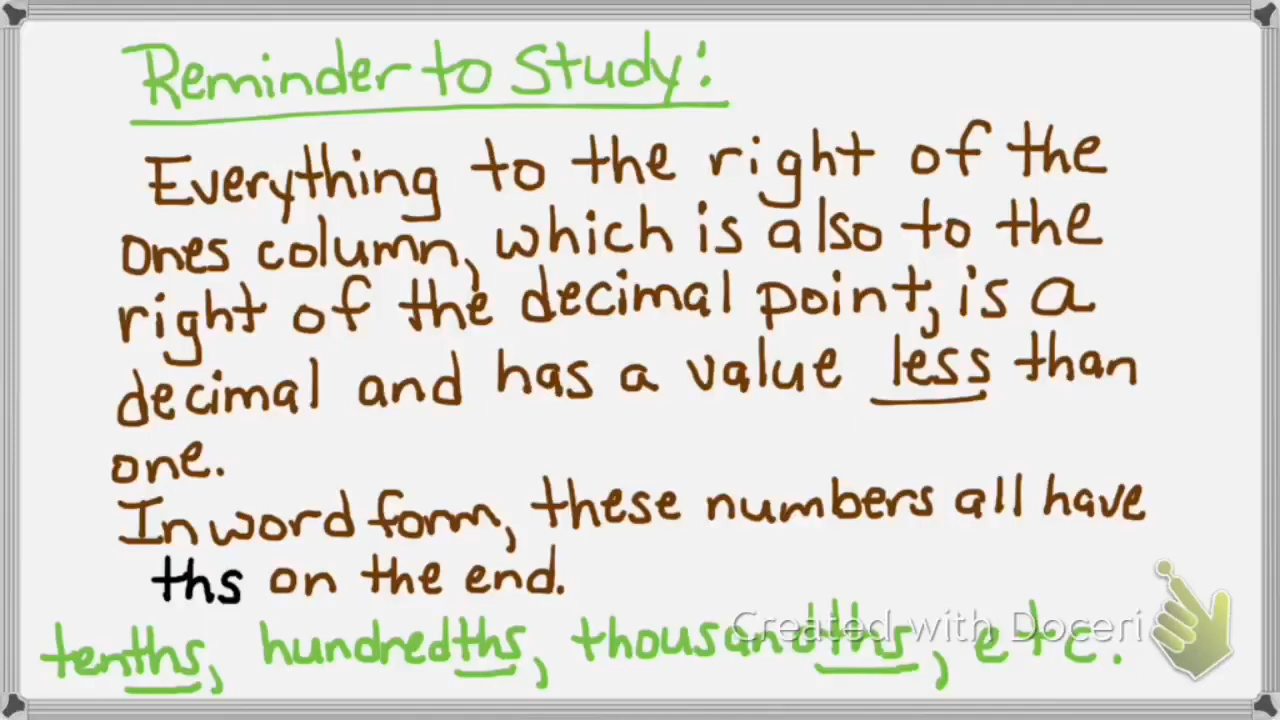 Reminder to Study:
Everything to the right of the
ones column, which is also to the
right of the decimal point, is a
decimal and has a value less than
one.
In word form, these numbers all have
ths on the end.
tenths, hundredths, thousandths, etc.
Created with Doceri